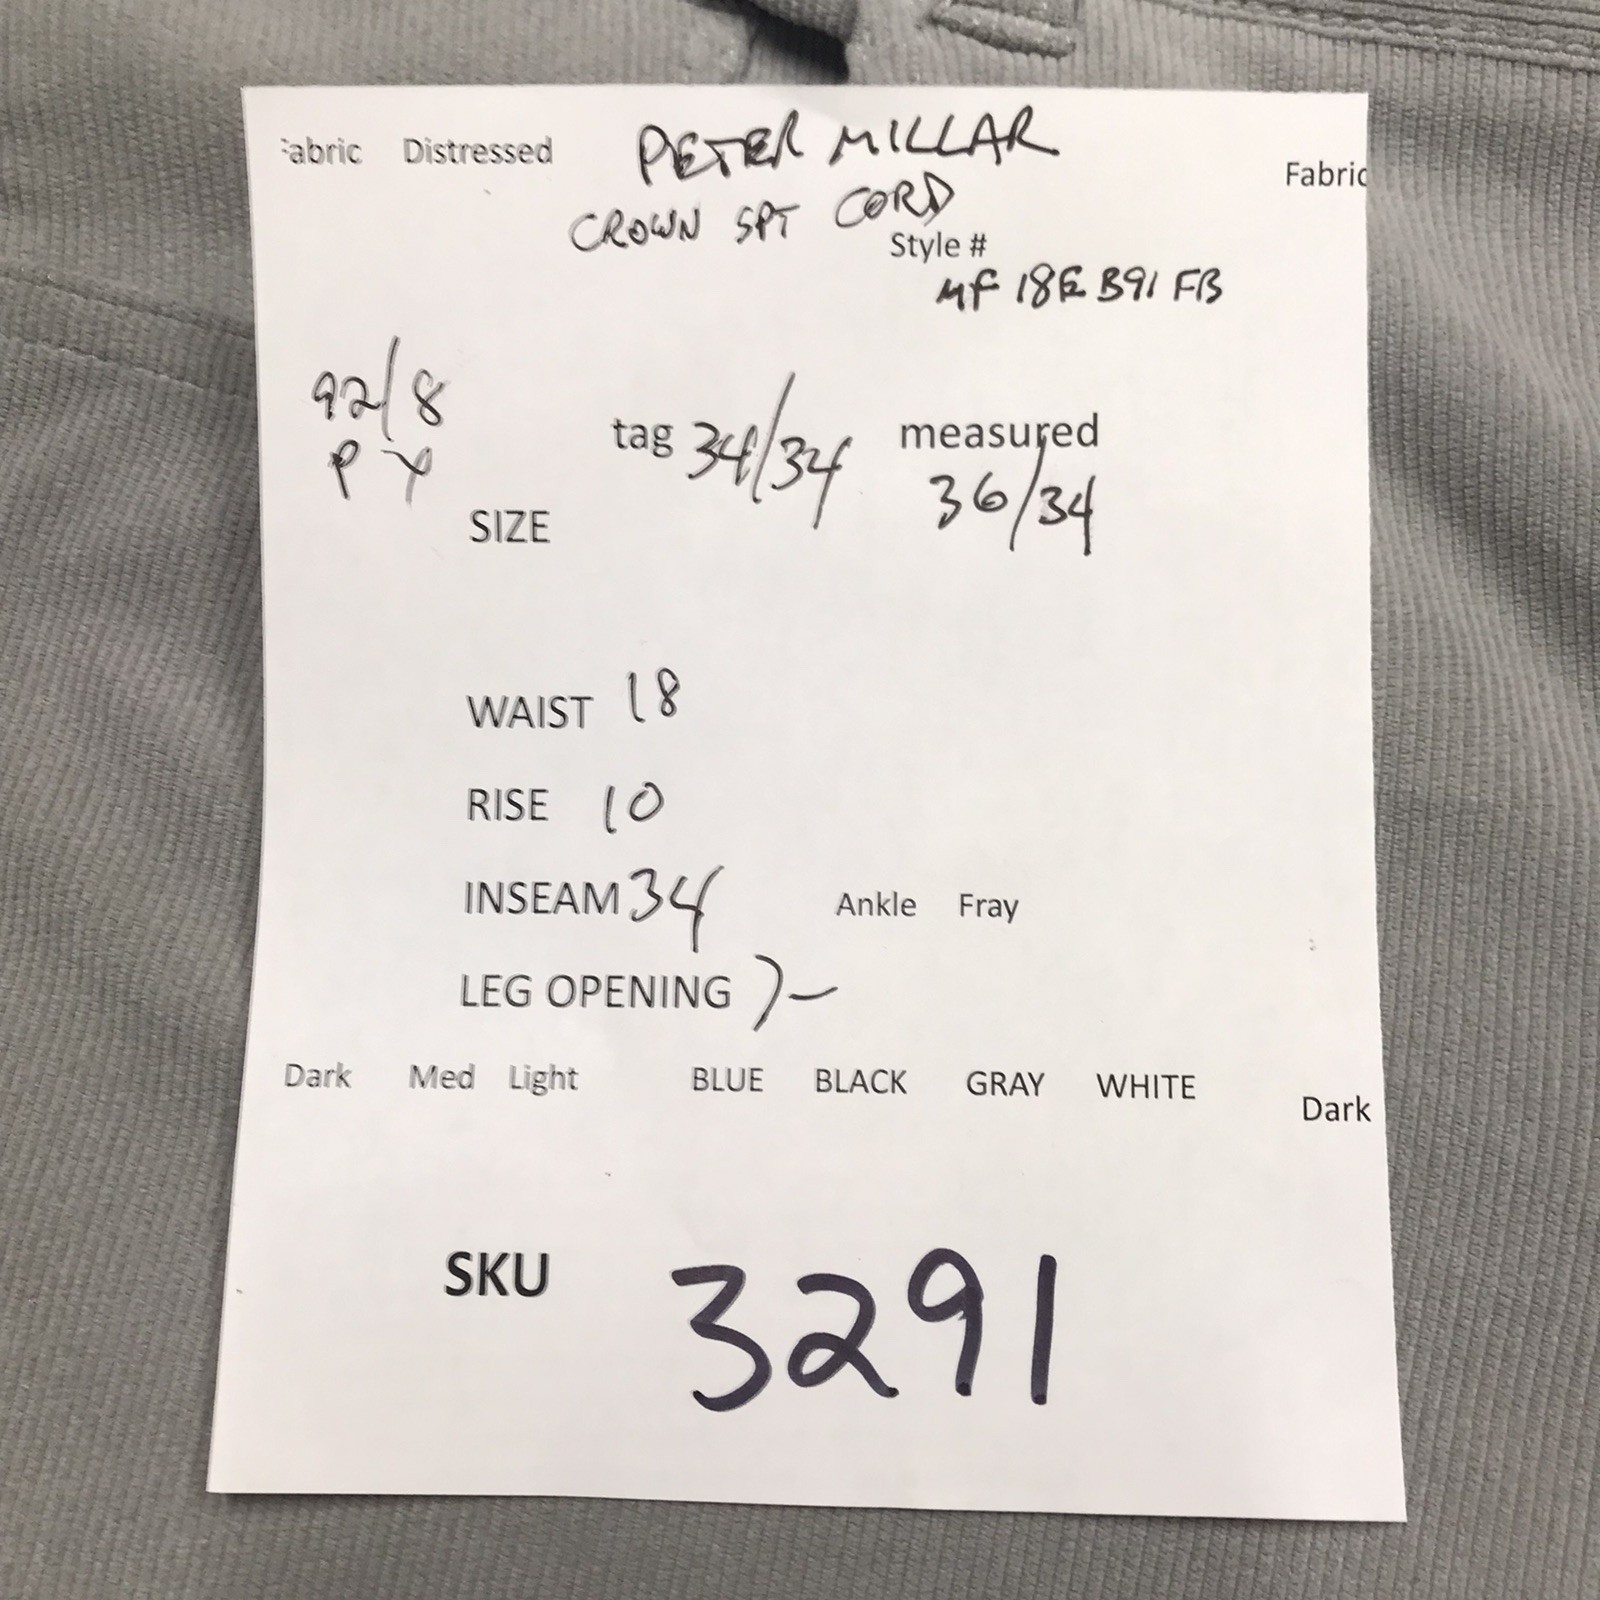 Fabric Distressed PETER MILLAR Fabric
CROWN SPT CORD
Style #
MF 18E B91 FB
92/8 tag 34/34 measured
P Y 36/34
SIZE
WAIST 18
RISE 10
INSEAM 34 Ankle Fray
LEG OPENING 7-
Dark Med Light BLUE BLACK GRAY WHITE Dark
SKU 3291